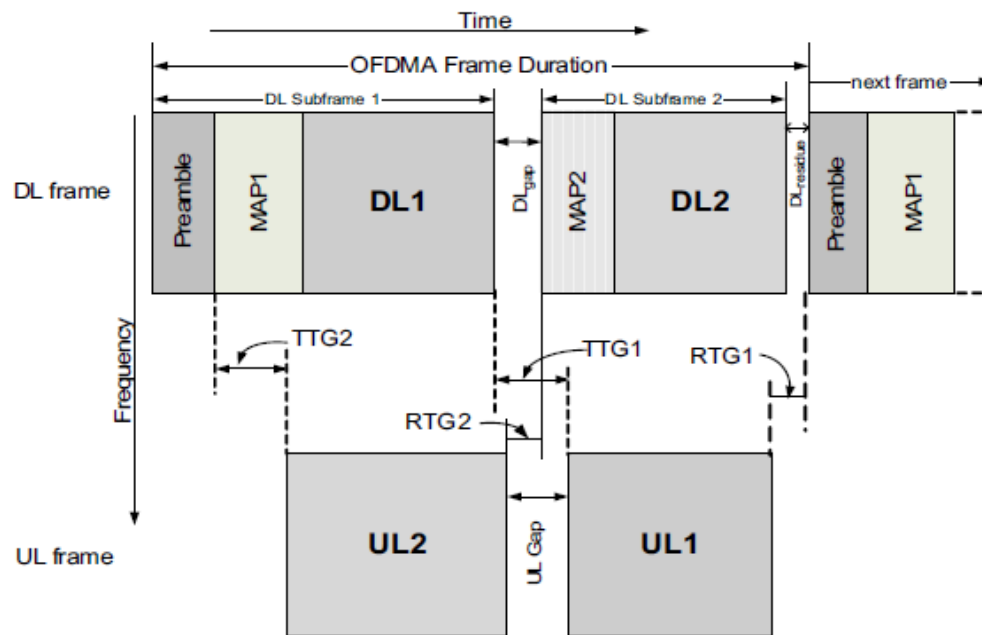 Time
OFDMA Frame Duration
next frame
DL Subframe 1
DL Subframe 2
DL frame
Preamble
MAP1
DL1
DLgap
MAP2
DL2
DLresidue
Preamble
MAP1
Frequency
TTG2
TTG1
RTG1
RTG2
UL frame
UL2
UL Gap
UL1